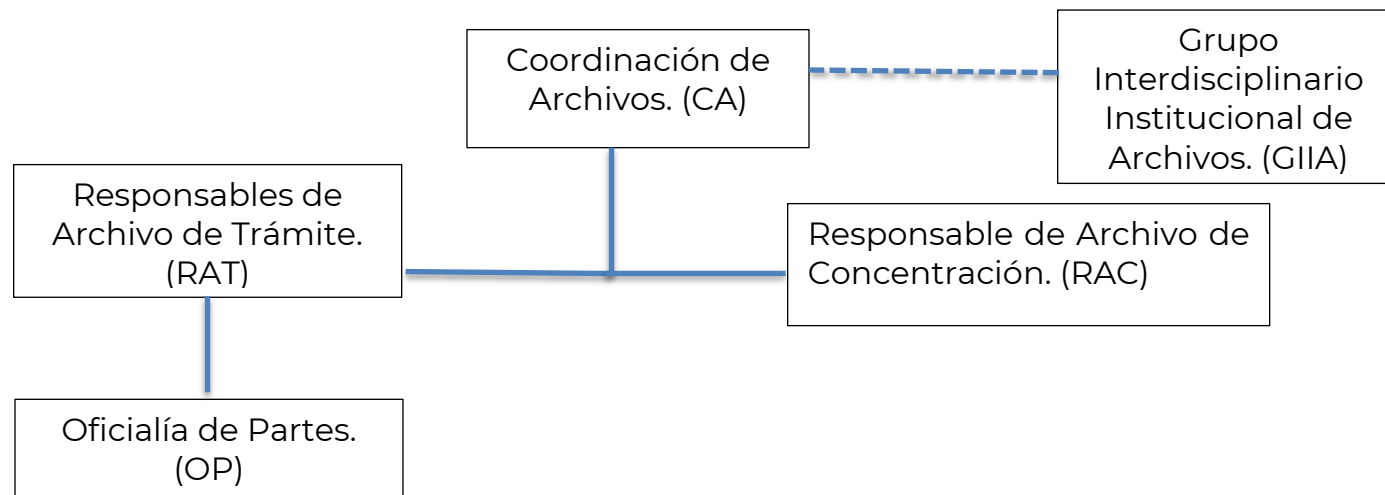 Coordinación de
Archivos. (CA)
Grupo
Interdisciplinario
Institucional de
Archivos. (GIIA)
Responsables de
Archivo de Trámite.
(RAT)
Responsable de Archivo de
Concentración. (RAC)
Oficialía de Partes.
(OP)